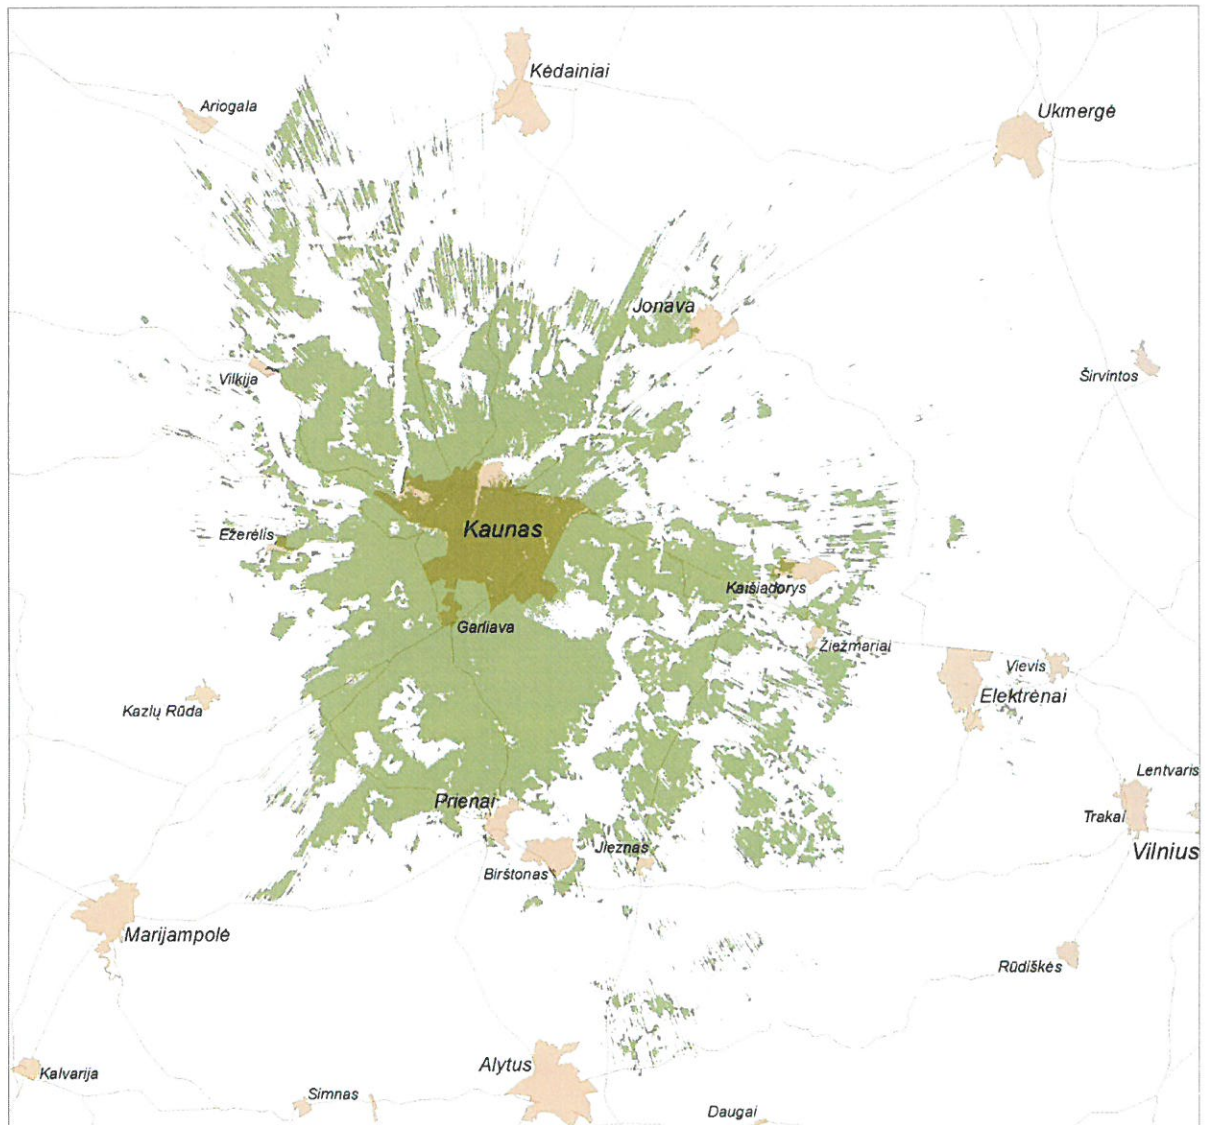 Kėdainiai
Ariogala
Ukmergė
Jonava
Vilkija
Širvintos
Kaunas
Ežerėlis
Kaišiadorys
Garliava
Žiežmariai
Vievis
Elektrėnai
Kazlų Rūda
Lentvaris
Prienai
Trakai
Jieznas
Vilnius
Birštonas
Marijampolė
Rūdiškės
Alytus
Kalvarija
Simnas
Daugai